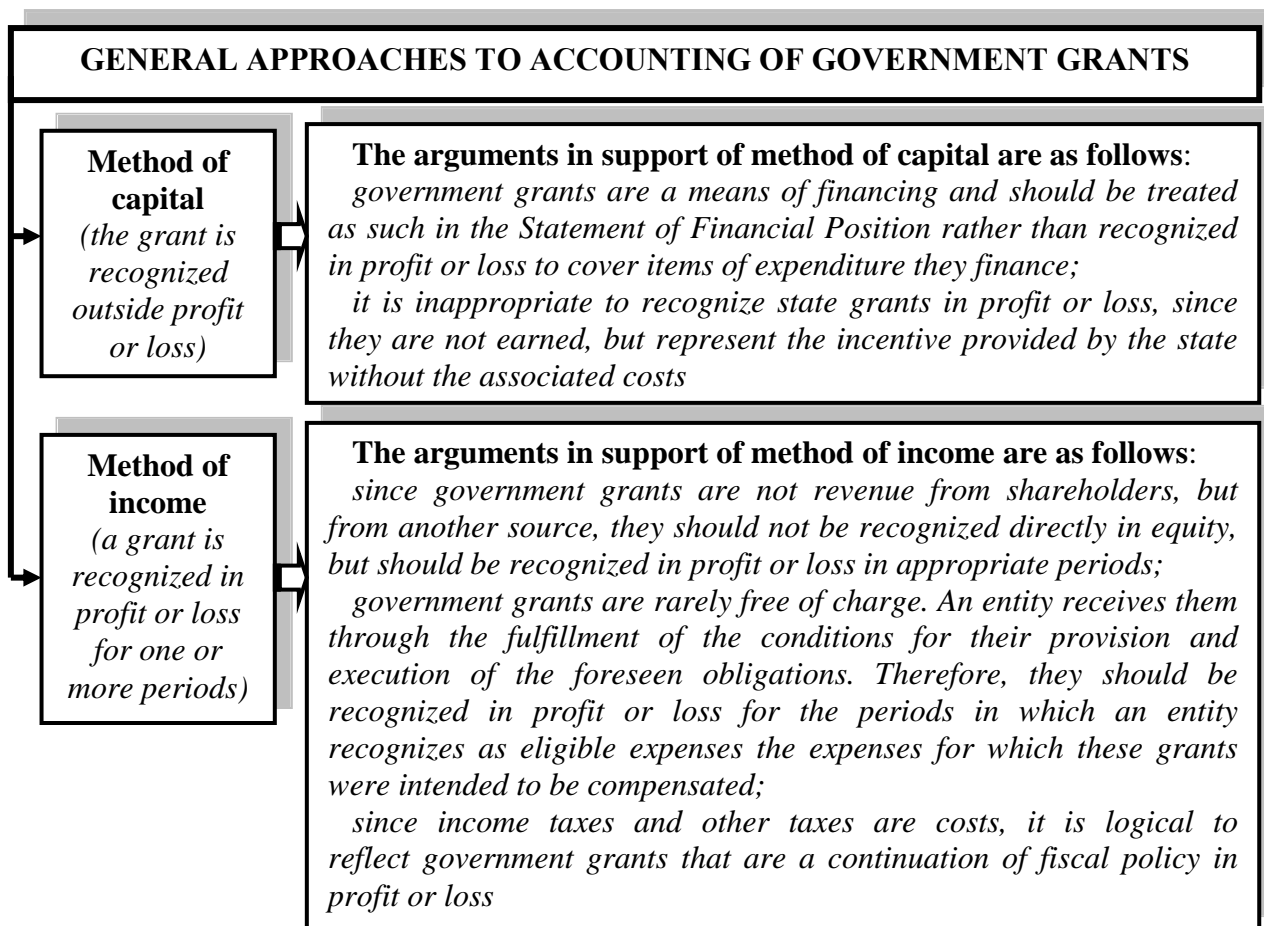 GENERAL APPROACHES TO ACCOUNTING OF GOVERNMENT GRANTS
Method of
capital
(the grant is
recognized
outside profit
or loss)
The arguments in support of method of capital are as follows:
government grants are a means of financing and should be treated
as such in the Statement of Financial Position rather than recognized
in profit or loss to cover items of expenditure they finance;
it is inappropriate to recognize state grants in profit or loss, since
they are not earned, but represent the incentive provided by the state
without the associated costs
Method of
income
(a grant is
recognized in
profit or loss
for one or
more periods)
The arguments in support of method of income are as follows:
since government grants are not revenue from shareholders, but
from another source, they should not be recognized directly in equity,
but should be recognized in profit or loss in appropriate periods;
government grants are rarely free of charge. An entity receives them
through the fulfillment of the conditions for their provision and
execution of the foreseen obligations. Therefore, they should be
recognized in profit or loss for the periods in which an entity
recognizes as eligible expenses the expenses for which these grants
were intended to be compensated;
since income taxes and other taxes are costs, it is logical to
reflect government grants that are a continuation of fiscal policy in
profit or loss